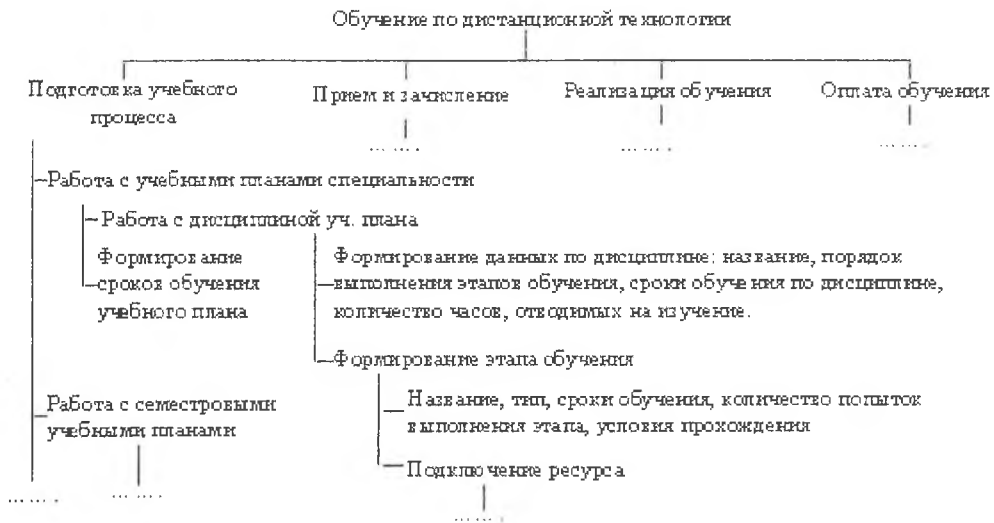 Обучение по дистанционной технологии
Подготовка учебного
процесса
Прием и зачисление
Реализация обучения
Оплата обучения
... ... .
... ... .
... ... .
Работа с учебными планами специальности
Работа с дисциплиной уч. плана
Формирование
сроков обучения
учебного плана
Формирование данных по дисциплине: название, порядок
выполнения этапов обучения, сроки обучения по дисциплине,
количество часов, отводимых на изучение.
Формирование этапа обучения
Название, тип, сроки обучения, количество попыток
выполнения этапа, условия прохождения
Подключение ресурса
... ... .
Работа с семестровыми
учебными планами
... ... .
... ... .